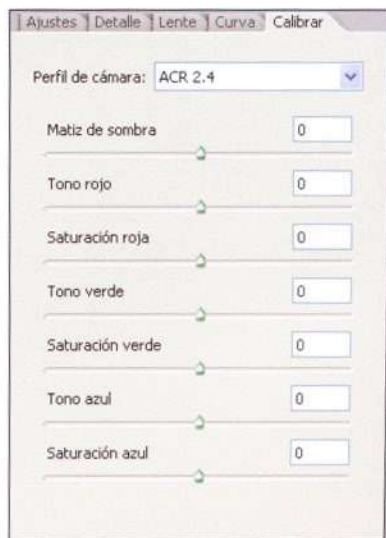 Ajustes Detalle Lente Curva Calibrar
Perfil de cámara: ACR 2.4
Matiz de sombra 0
Tono rojo 0
Saturación roja 0
Tono verde 0
Saturación verde 0
Tono azul 0
Saturación azul 0